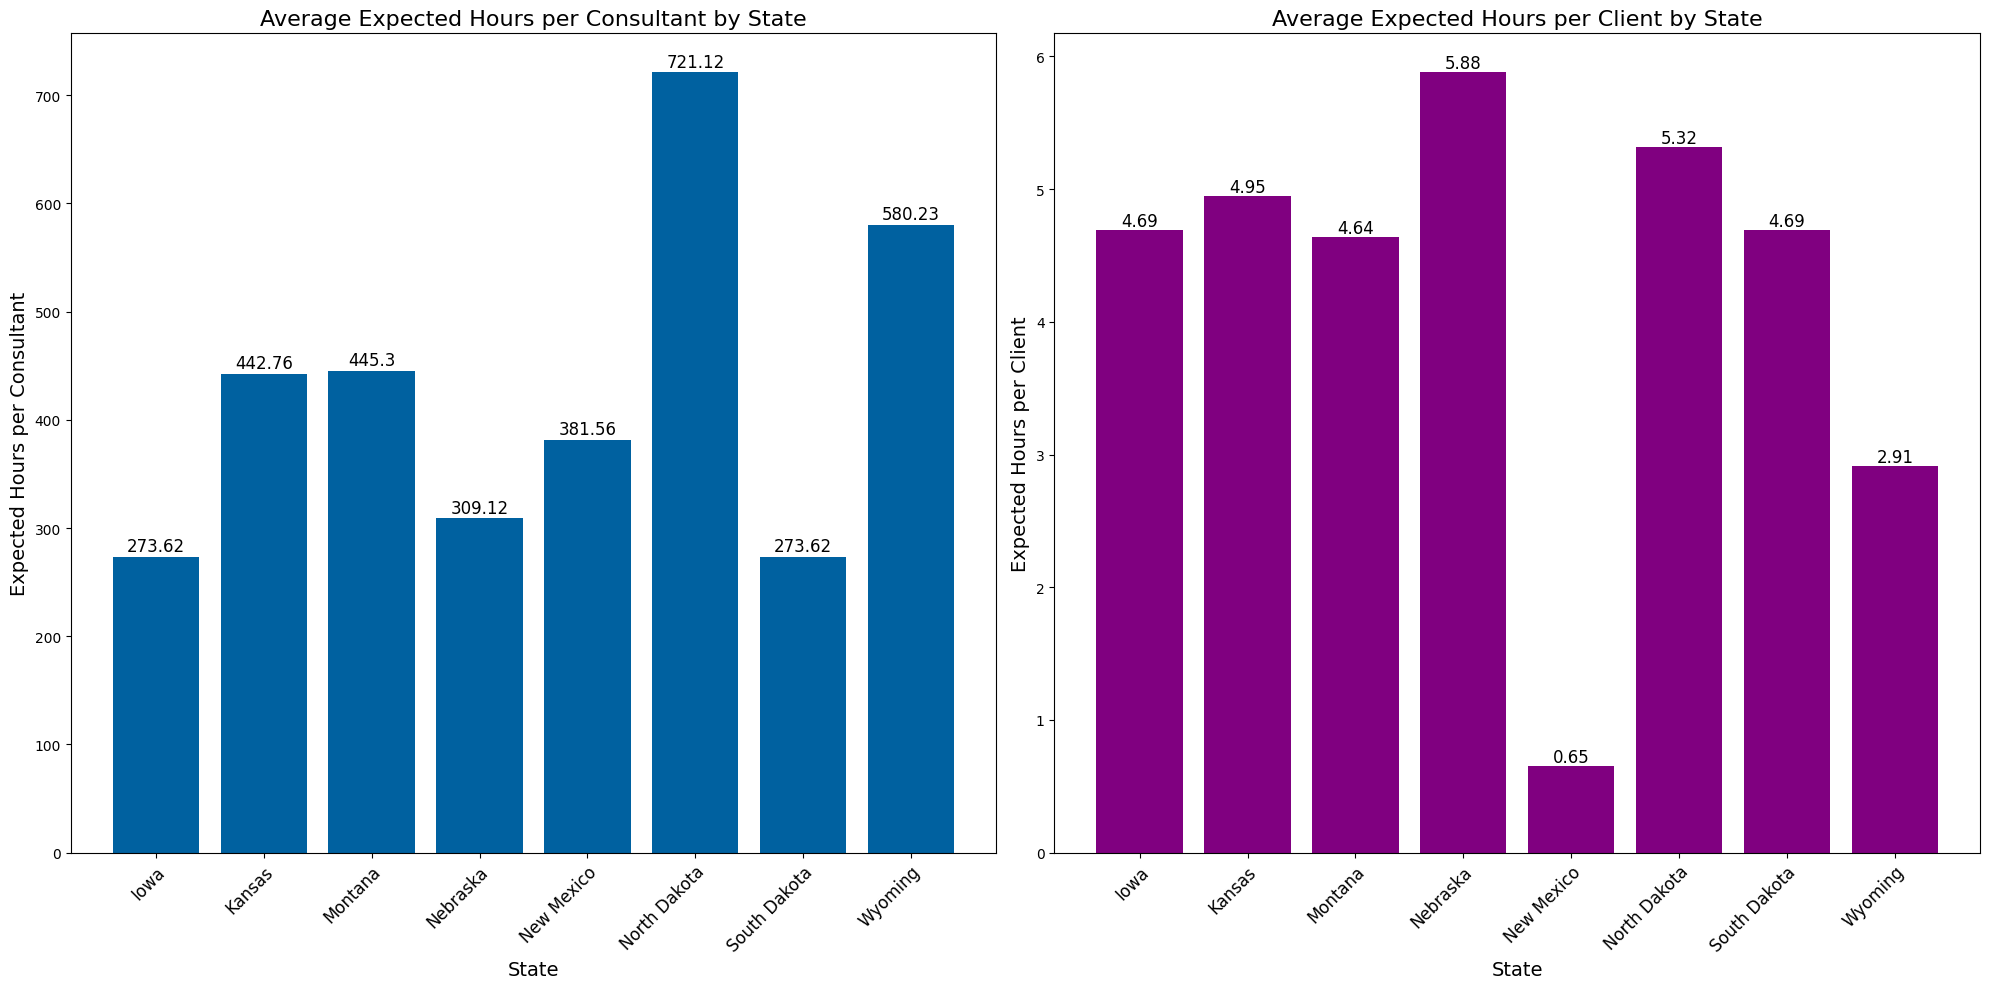 Average Expected Hours per Consultant by State
Expected Hours per Consultant
700
600
500
400
300
200
100
0
273.62
442.76
445.3
309.12
381.56
721.12
273.62
580.23
Iowa
Kansas
Montana
Nebraska
New Mexico
North Dakota
South Dakota
Wyoming
State
Average Expected Hours per Client by State
Expected Hours per Client
6
5
4
3
2
1
0
4.69
4.95
4.64
5.88
0.65
5.32
4.69
2.91
Iowa
Kansas
Montana
Nebraska
New Mexico
North Dakota
South Dakota
Wyoming
State